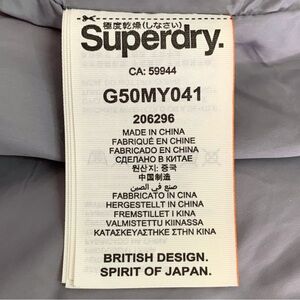 極度乾燥(しなさい)
Superdry.
CA: 59944
G50MY041
206296
MADE IN CHINA
FABRIQUÉ EN CHINE
FABRICADO EN CHINA
СДЕЛАНО В КИТАЕ
원산지: 중국
中国制造
صنع في الصين
FABBRICATO IN CINA
HERGESTELLT IN CHINA
FREMSTILLET I KINA
VALMISTETTU KIINASSA
ΚΑΤΑΣΚΕΥΑΣΤΗΚΕ ΣΤΗΝ ΚΙΝΑ
BRITISH DESIGN.
SPIRIT OF JAPAN.